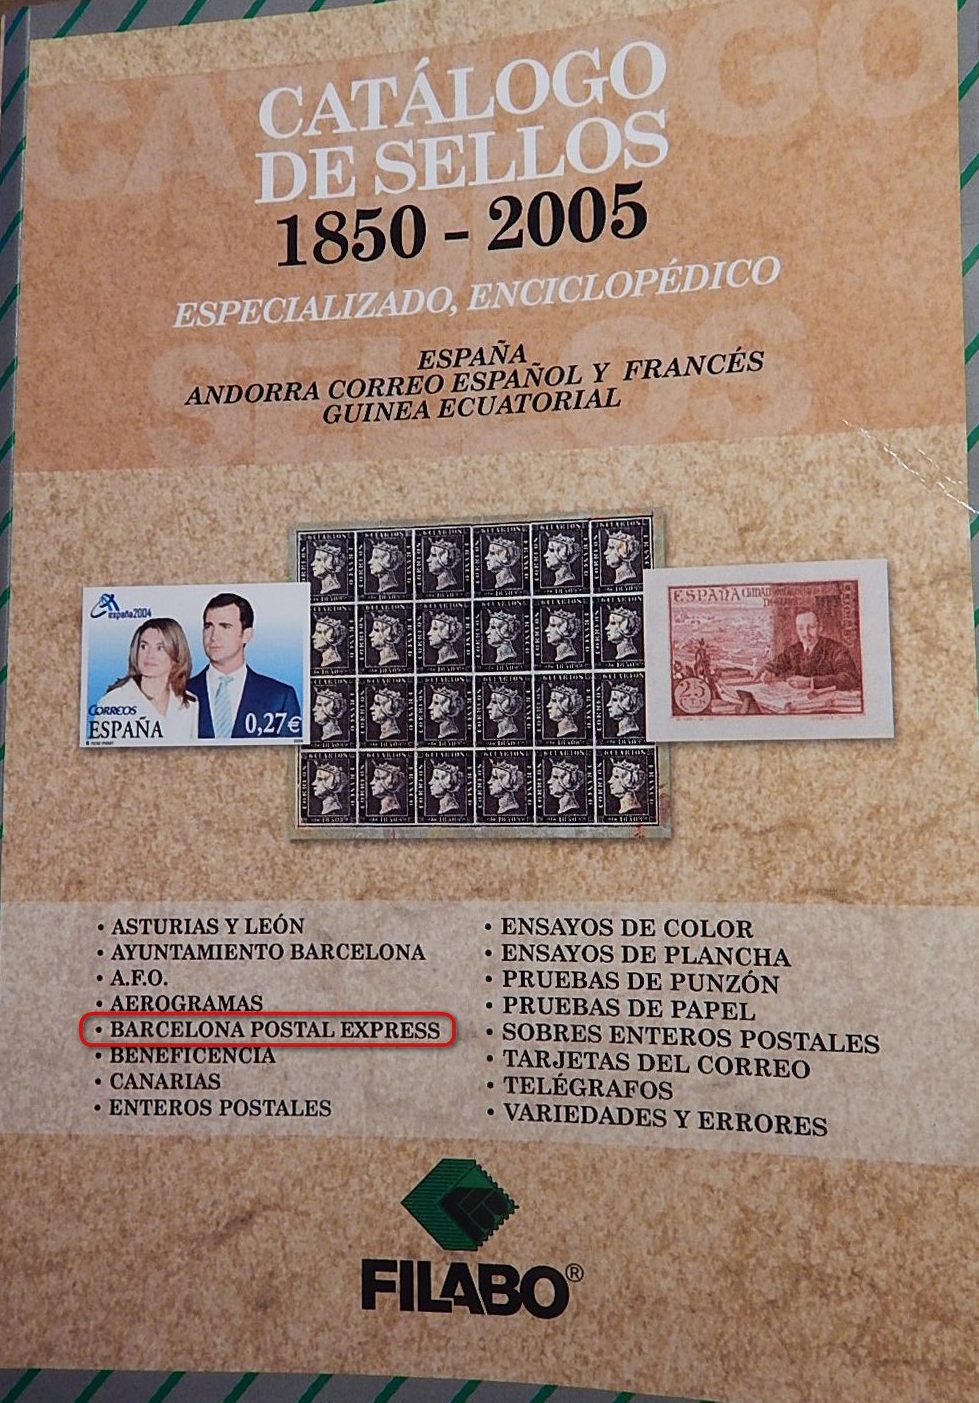 CATÁLOGO
DE SELLOS
1850 - 2005
ESPECIALIZADO, ENCICLOPÉDICO
ESPAÑA
ANDORRA CORREO ESPAÑOL Y FRANCÉS
GUINEA ECUATORIAL
españa2004
CORREOS
ESPAÑA
0,27€
ESPAÑA
25
• ASTURIAS Y LEÓN
• AYUNTAMIENTO BARCELONA
• A.F.O.
• AEROGRAMAS
• BARCELONA POSTAL EXPRESS
• BENEFICENCIA
• CANARIAS
• ENTEROS POSTALES
• ENSAYOS DE COLOR
• ENSAYOS DE PLANCHA
• PRUEBAS DE PUNZÓN
• PRUEBAS DE PAPEL
• SOBRES ENTEROS POSTALES
• TARJETAS DEL CORREO
• TELÉGRAFOS
• VARIEDADES Y ERRORES
FILABO®